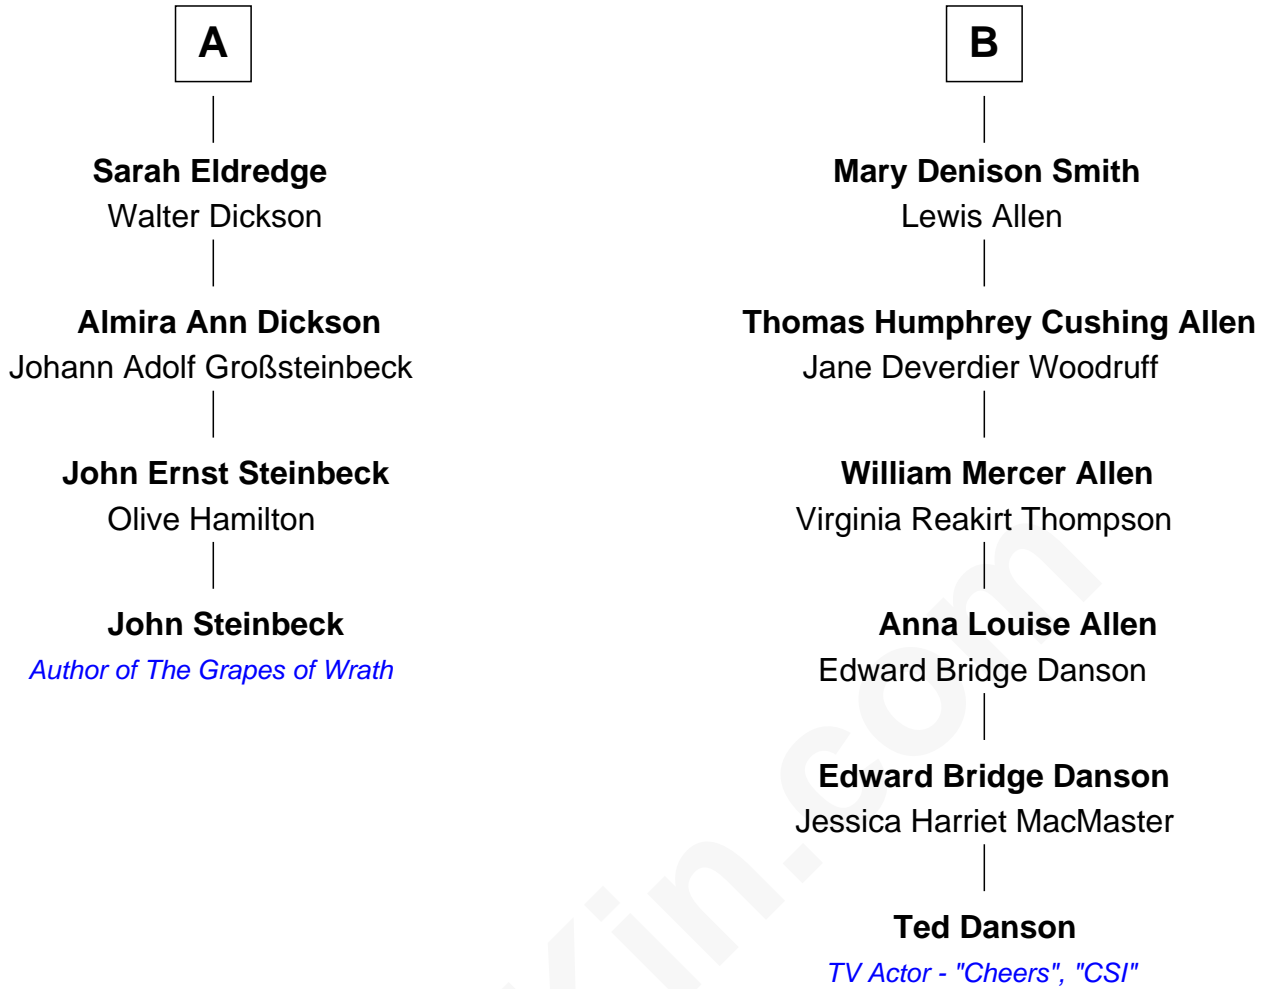 A
Sarah Eldredge
Walter Dickson
Almira Ann Dickson
Johann Adolf Großsteinbeck
John Ernst Steinbeck
Olive Hamilton
John Steinbeck
Author of The Grapes of Wrath
B
Mary Denison Smith
Lewis Allen
Thomas Humphrey Cushing Allen
Jane Deverdier Woodruff
William Mercer Allen
Virginia Reakirt Thompson
Anna Louise Allen
Edward Bridge Danson
Edward Bridge Danson
Jessica Harriet MacMaster
Ted Danson
TV Actor - "Cheers", "CSI"
Kin.com